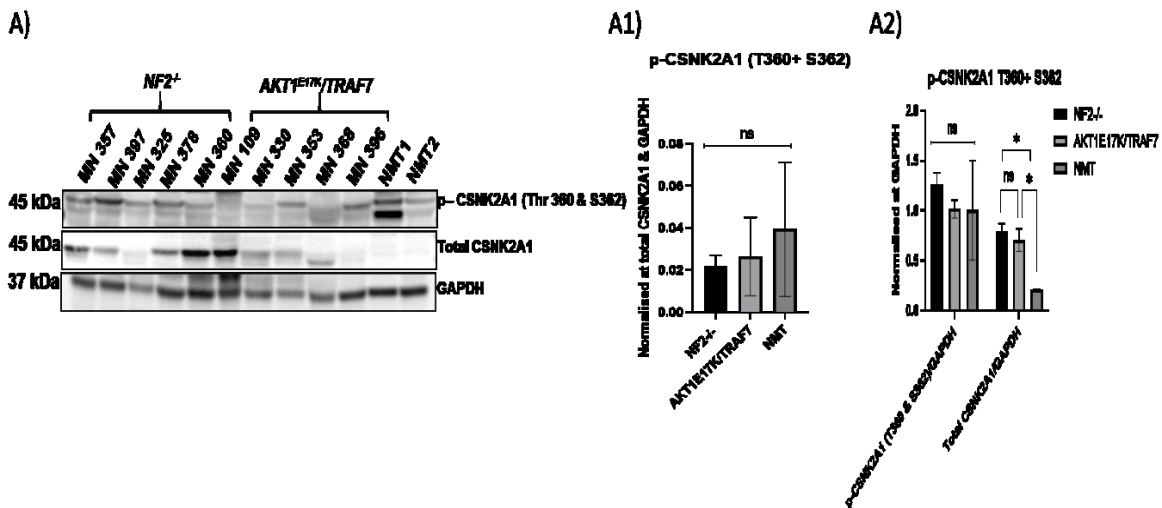 A)
NF2-/-
AKT1E17K/TRAF7
MN 357
MN 397
MN 325
MN 378
MN 360
MN 109
MN 330
MN 353
MN 368
MN 396
NMT1
NMT2
45 kDa
p-CSNK2A1 (Thr 360 & S362)
45 kDa
Total CSNK2A1
37 kDa
GAPDH
A1)
p-CSNK2A1 (T360+ S362)
Normalised at total CSNK2A1 & GAPDH
0.08
0.06
0.04
0.02
0.00
ns
NF2-/-
AKT1E17K/TRAF7
NMT
A2)
p-CSNK2A1 T360+ S362
Normalised at GAPDH
2.0
1.5
1.0
0.5
0.0
ns
*
ns
*
NF2-/-
AKT1E17K/TRAF7
NMT
p-CSNK2A1 (T360 & S362)/GAPDH
Total CSNK2A1/GAPDH